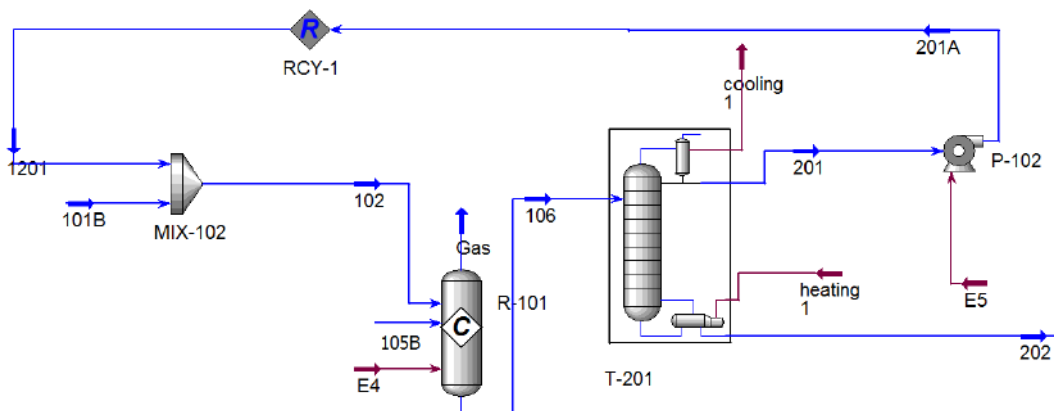 R
RCY-1
201A
cooling
1
1201
201
P-102
102
106
101B
MIX-102
Gas
R-101
C
105B
heating
1
E5
E4
202
T-201